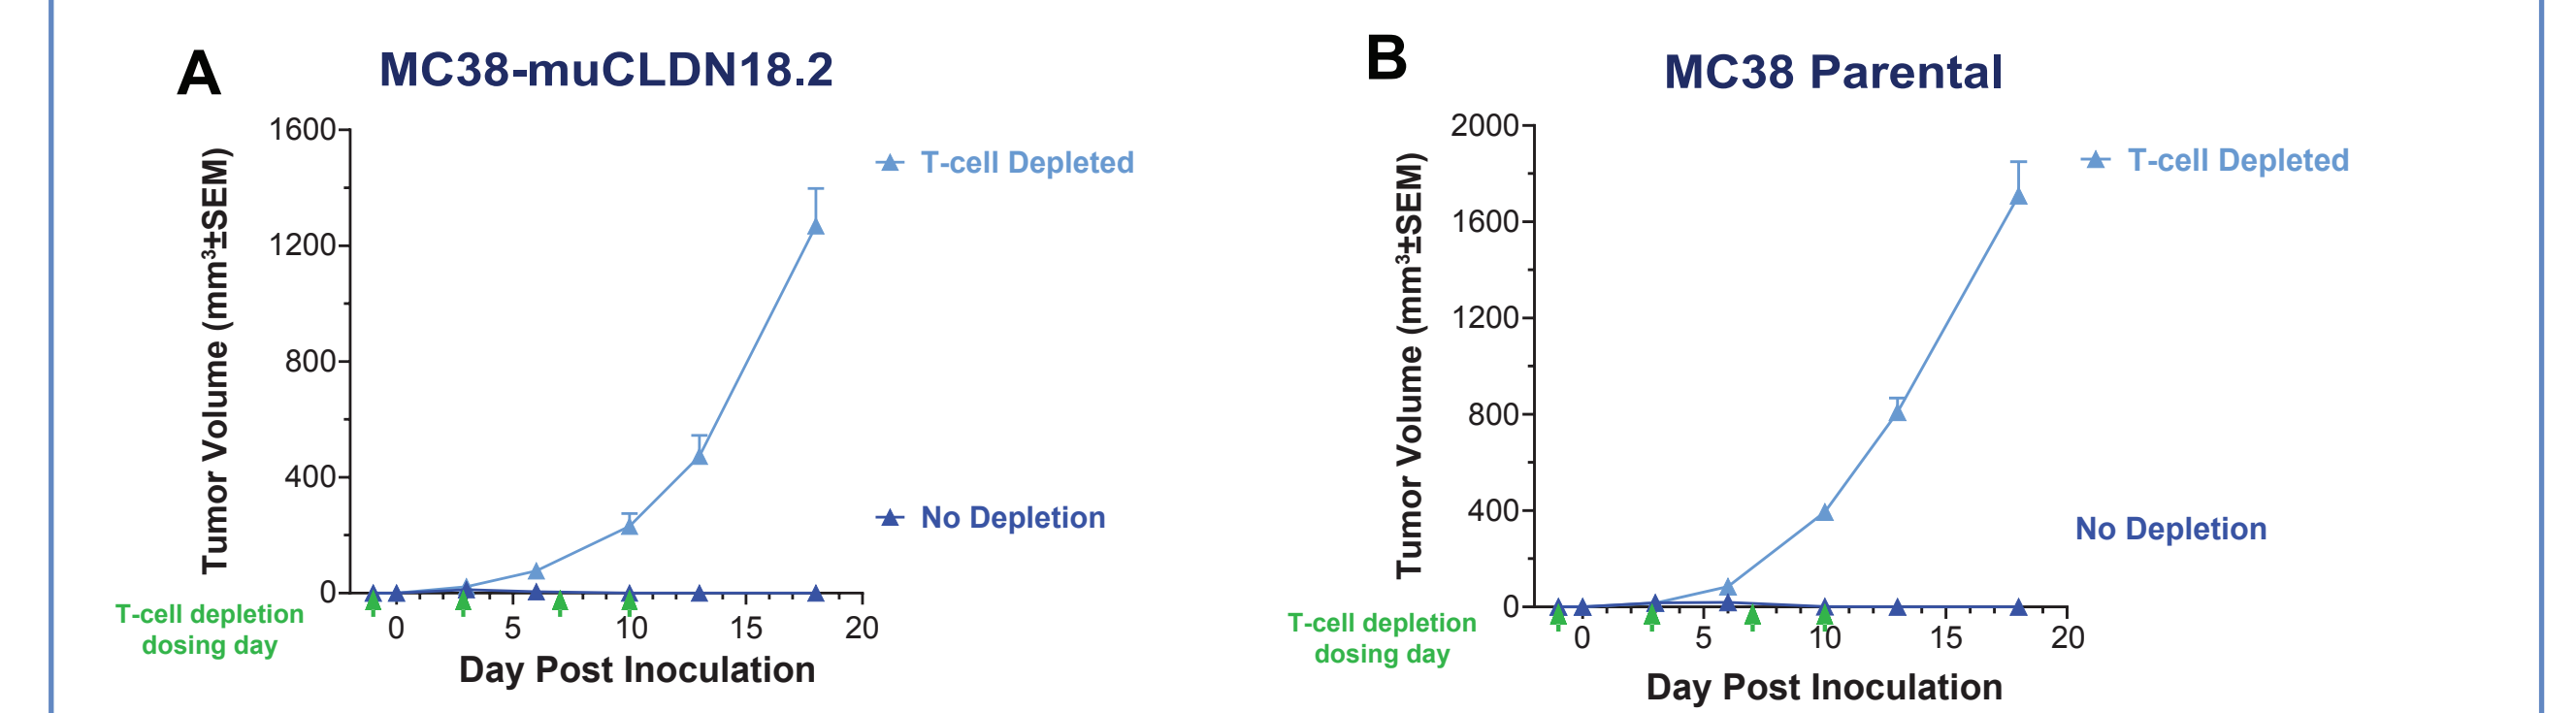 A
MC38-muCLDN18.2
Tumor Volume (mm³±SEM)
1600
1200
800
400
0
T-cell Depleted
No Depletion
T-cell depletion
dosing day
0 5 10 15 20
Day Post Inoculation
B
MC38 Parental
Tumor Volume (mm³±SEM)
2000
1600
1200
800
400
0
T-cell Depleted
No Depletion
T-cell depletion
dosing day
0 5 10 15 20
Day Post Inoculation